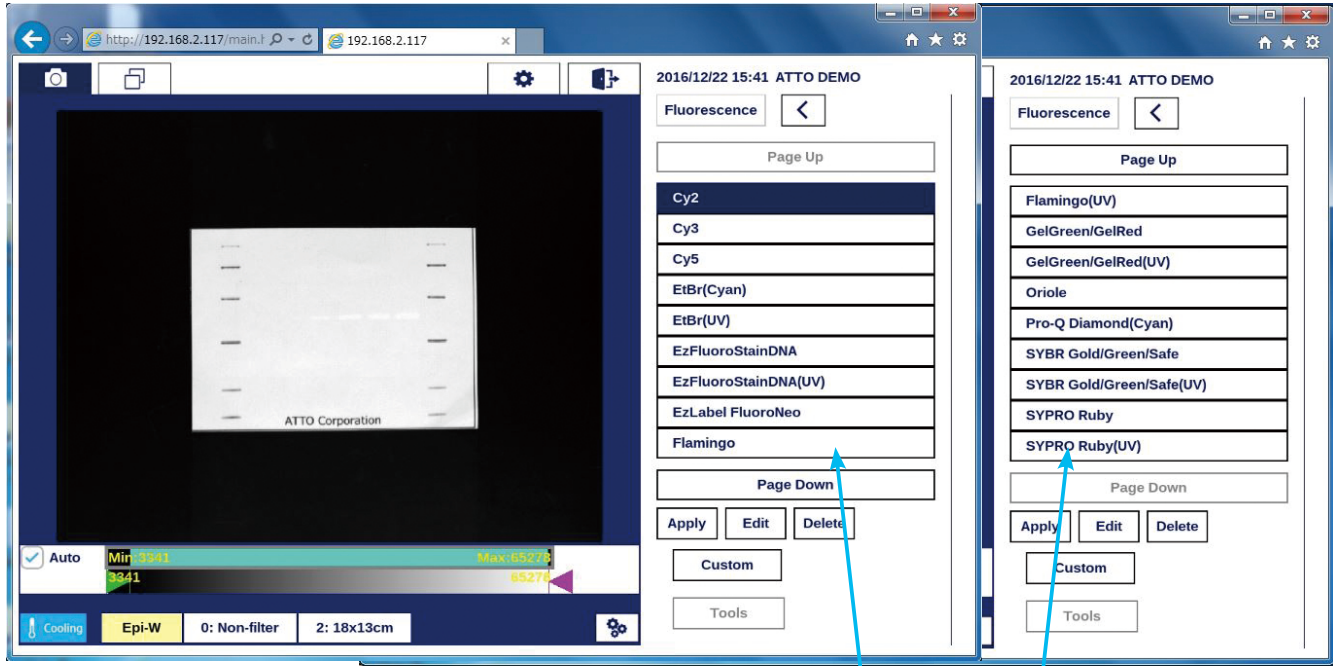 http://192.168.2.117/main.h
192.168.2.117
2016/12/22 15:41 ATTO DEMO
Fluorescence
Page Up
Cy2
Cy3
Cy5
EtBr(Cyan)
EtBr(UV)
EzFluoroStainDNA
EzFluoroStainDNA(UV)
EzLabel FluoroNeo
Flamingo
Page Down
Apply Edit Delete
Custom
Tools
ATTO Corporation
Auto
Min:3341 Max:65278
3341 65278
Cooling Epi-W 0: Non-filter 2: 18x13cm
2016/12/22 15:41 ATTO DEMO
Fluorescence
Page Up
Flamingo(UV)
GelGreen/GelRed
GelGreen/GelRed(UV)
Oriole
Pro-Q Diamond(Cyan)
SYBR Gold/Green/Safe
SYBR Gold/Green/Safe(UV)
SYPRO Ruby
SYPRO Ruby(UV)
Page Down
Apply Edit Delete
Custom
Tools